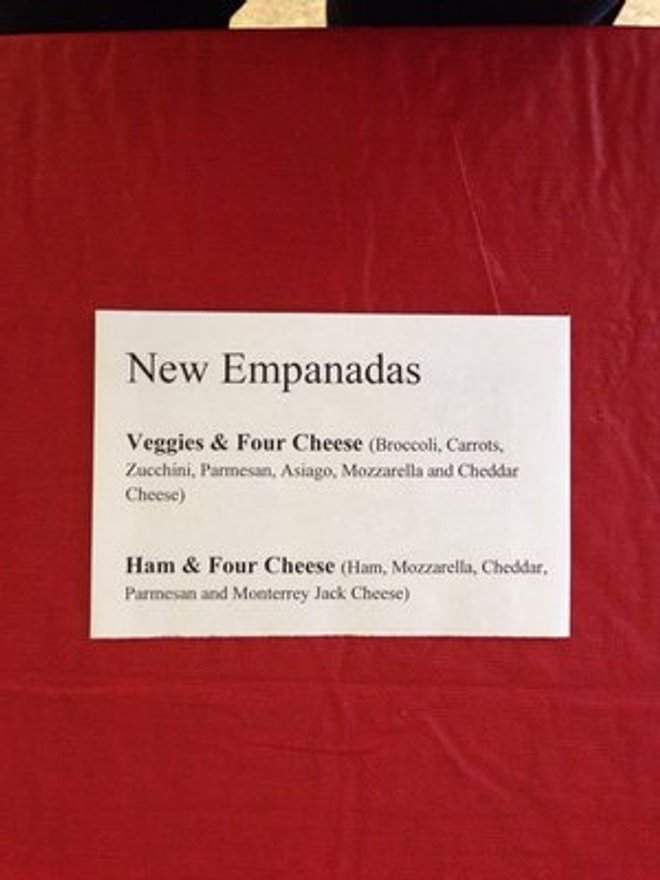 New Empanadas
Veggies & Four Cheese (Broccoli, Carrots,
Zucchini, Parmesan, Asiago, Mozzarella and Cheddar
Cheese)
Ham & Four Cheese (Ham, Mozzarella, Cheddar,
Parmesan and Monterrey Jack Cheese)